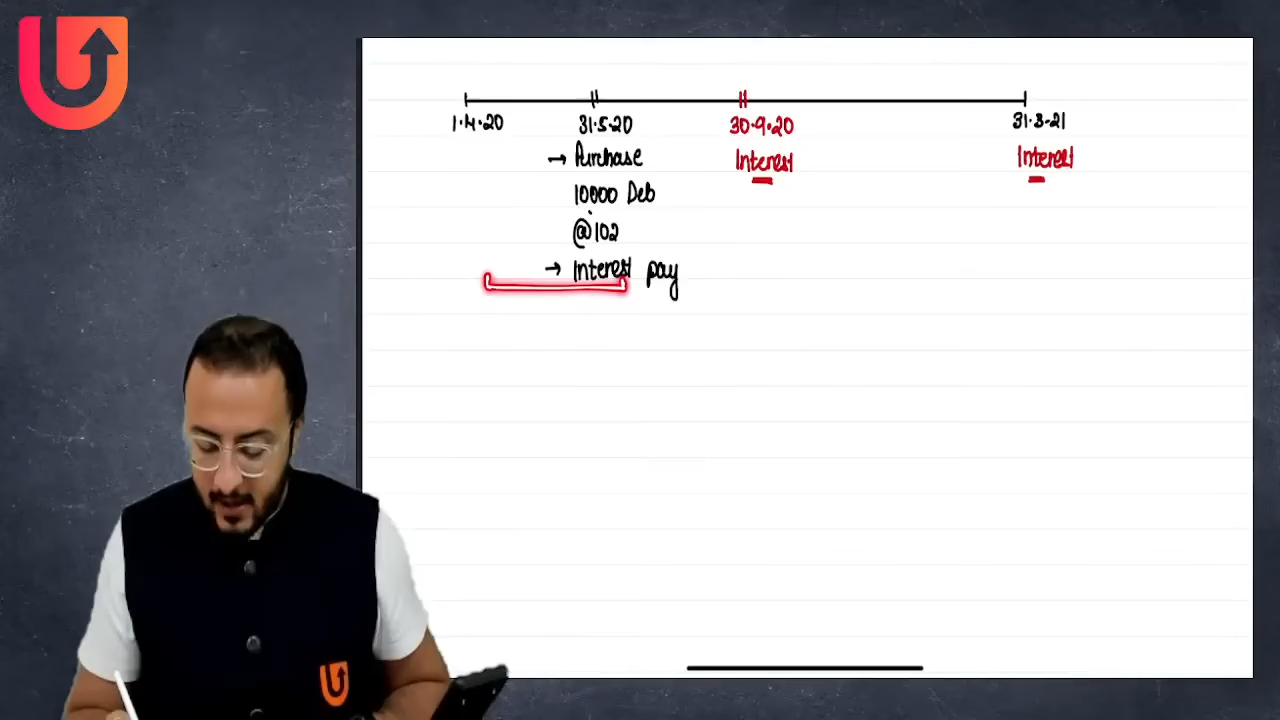 1.4.20 31.5.20 30.9.20 31.3.21
→ Purchase Interest Interest
10000 Deb
@102
→ Interest pay